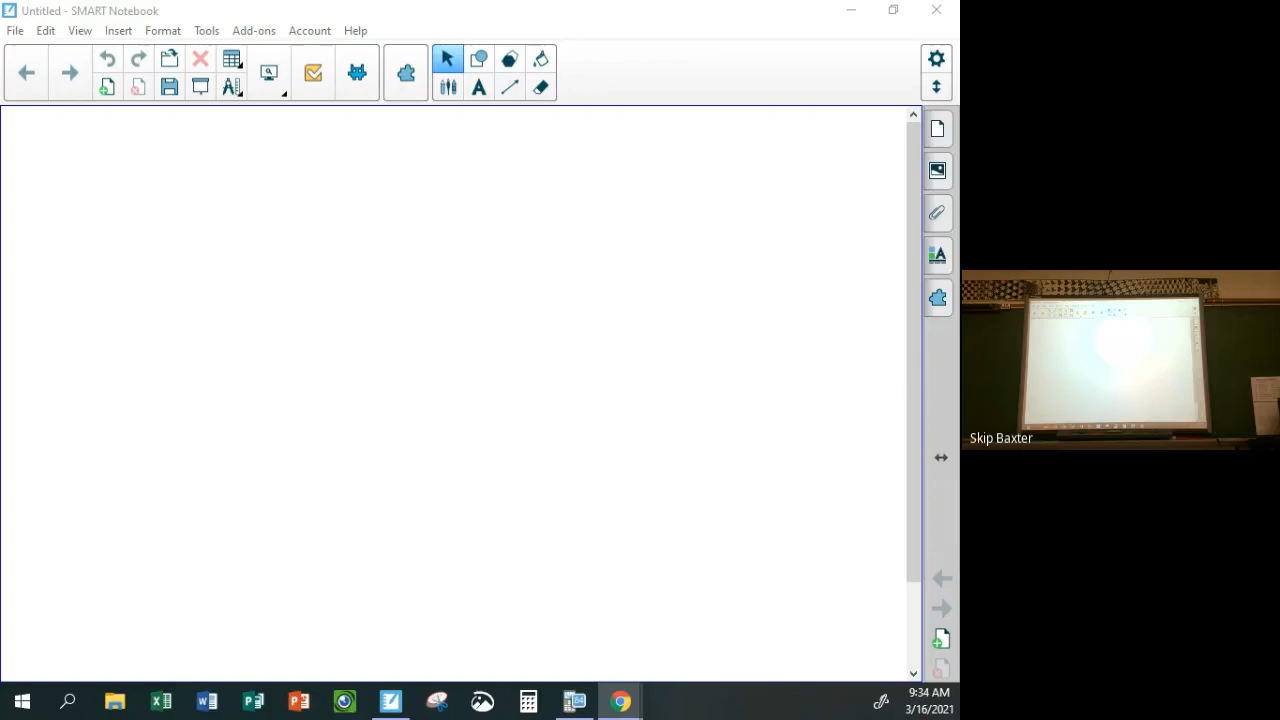 Untitled - SMART Notebook
File Edit View Insert Format Tools Add-ons Account Help
Skip Baxter
9:34 AM
3/16/2021